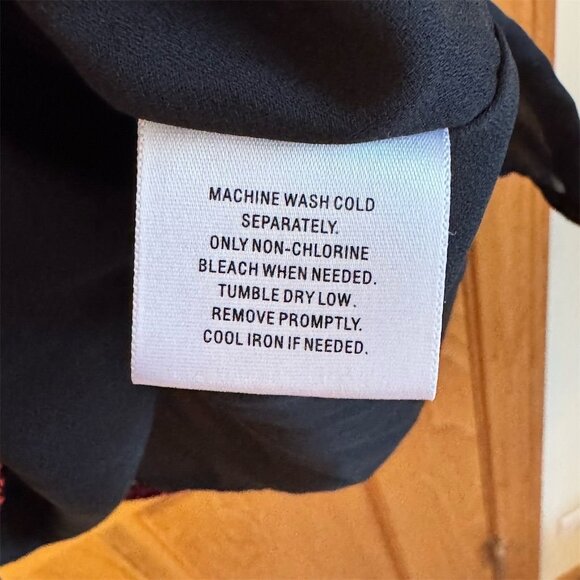 MACHINE WASH COLD
SEPARATELY.
ONLY NON-CHLORINE
BLEACH WHEN NEEDED.
TUMBLE DRY LOW.
REMOVE PROMPTLY.
COOL IRON IF NEEDED.